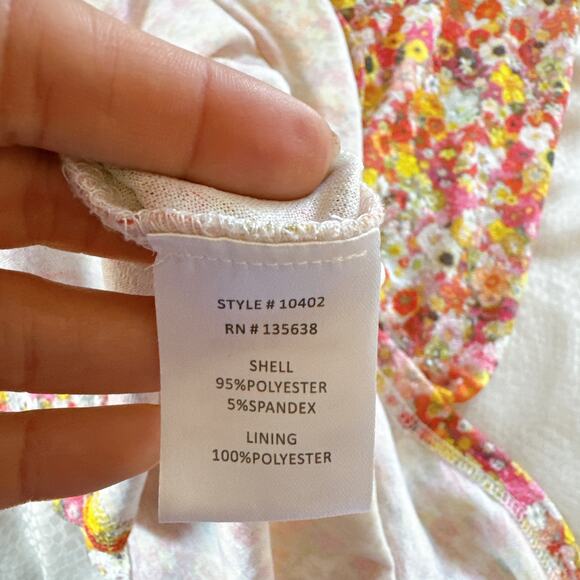 STYLE # 10402
RN # 135638
SHELL
95%POLYESTER
5%SPANDEX
LINING
100%POLYESTER